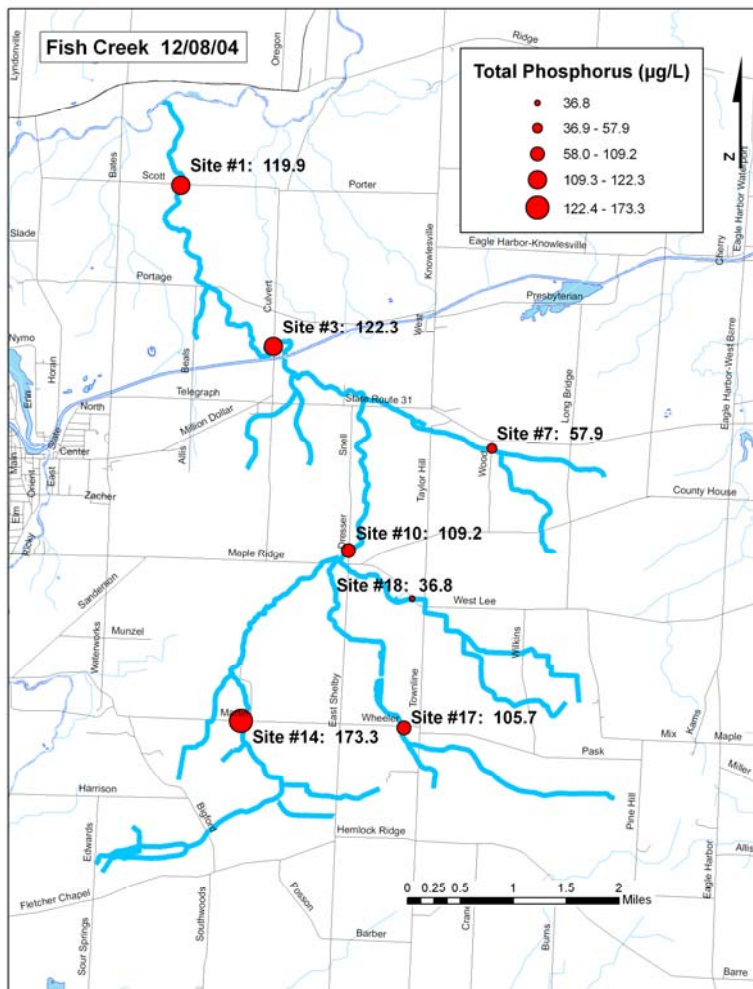 Fish Creek 12/08/04
Total Phosphorus (µg/L)
36.8
36.9 - 57.9
58.0 - 109.2
109.3 - 122.3
122.4 - 173.3
N
Lyndonville
Oregon
Ridge
Bates
Site #1: 119.9
Scott
Porter
Slade
Knowlesville
Eagle Harbor-Knowlesville
Cherry
Eagle Harbor Waterport
Portage
Culvert
Presbyterian
Site #3: 122.3
West
Nymo
Horan
Erin
Beals
Telegraph
State Route 31
Long Bridge
Eagle Harbor-West Barre
North
Million Dollar
State
Center
Main
Orient
East
Allis
Snell
Taylor Hill
Wood
Site #7: 57.9
Zacher
County House
Elm
Ricky
Dresser
Site #10: 109.2
Maple Ridge
Sanderson
Site #18: 36.8
West Lee
Munzel
Waterworks
Wilkins
East Shelby
Townline
Wheeler
Site #17: 105.7
Site #14: 173.3
Mix
Kams
Maple
Pask
Miller
Harrison
Bigford
Pine Hill
Edwards
Hemlock Ridge
Allis
Eagle Harbor
Fletcher Chapel
Posson
Southwoods
0 0.25 0.5 1 1.5 2
Miles
Crane
Burns
Sour Springs
Barber
Barre